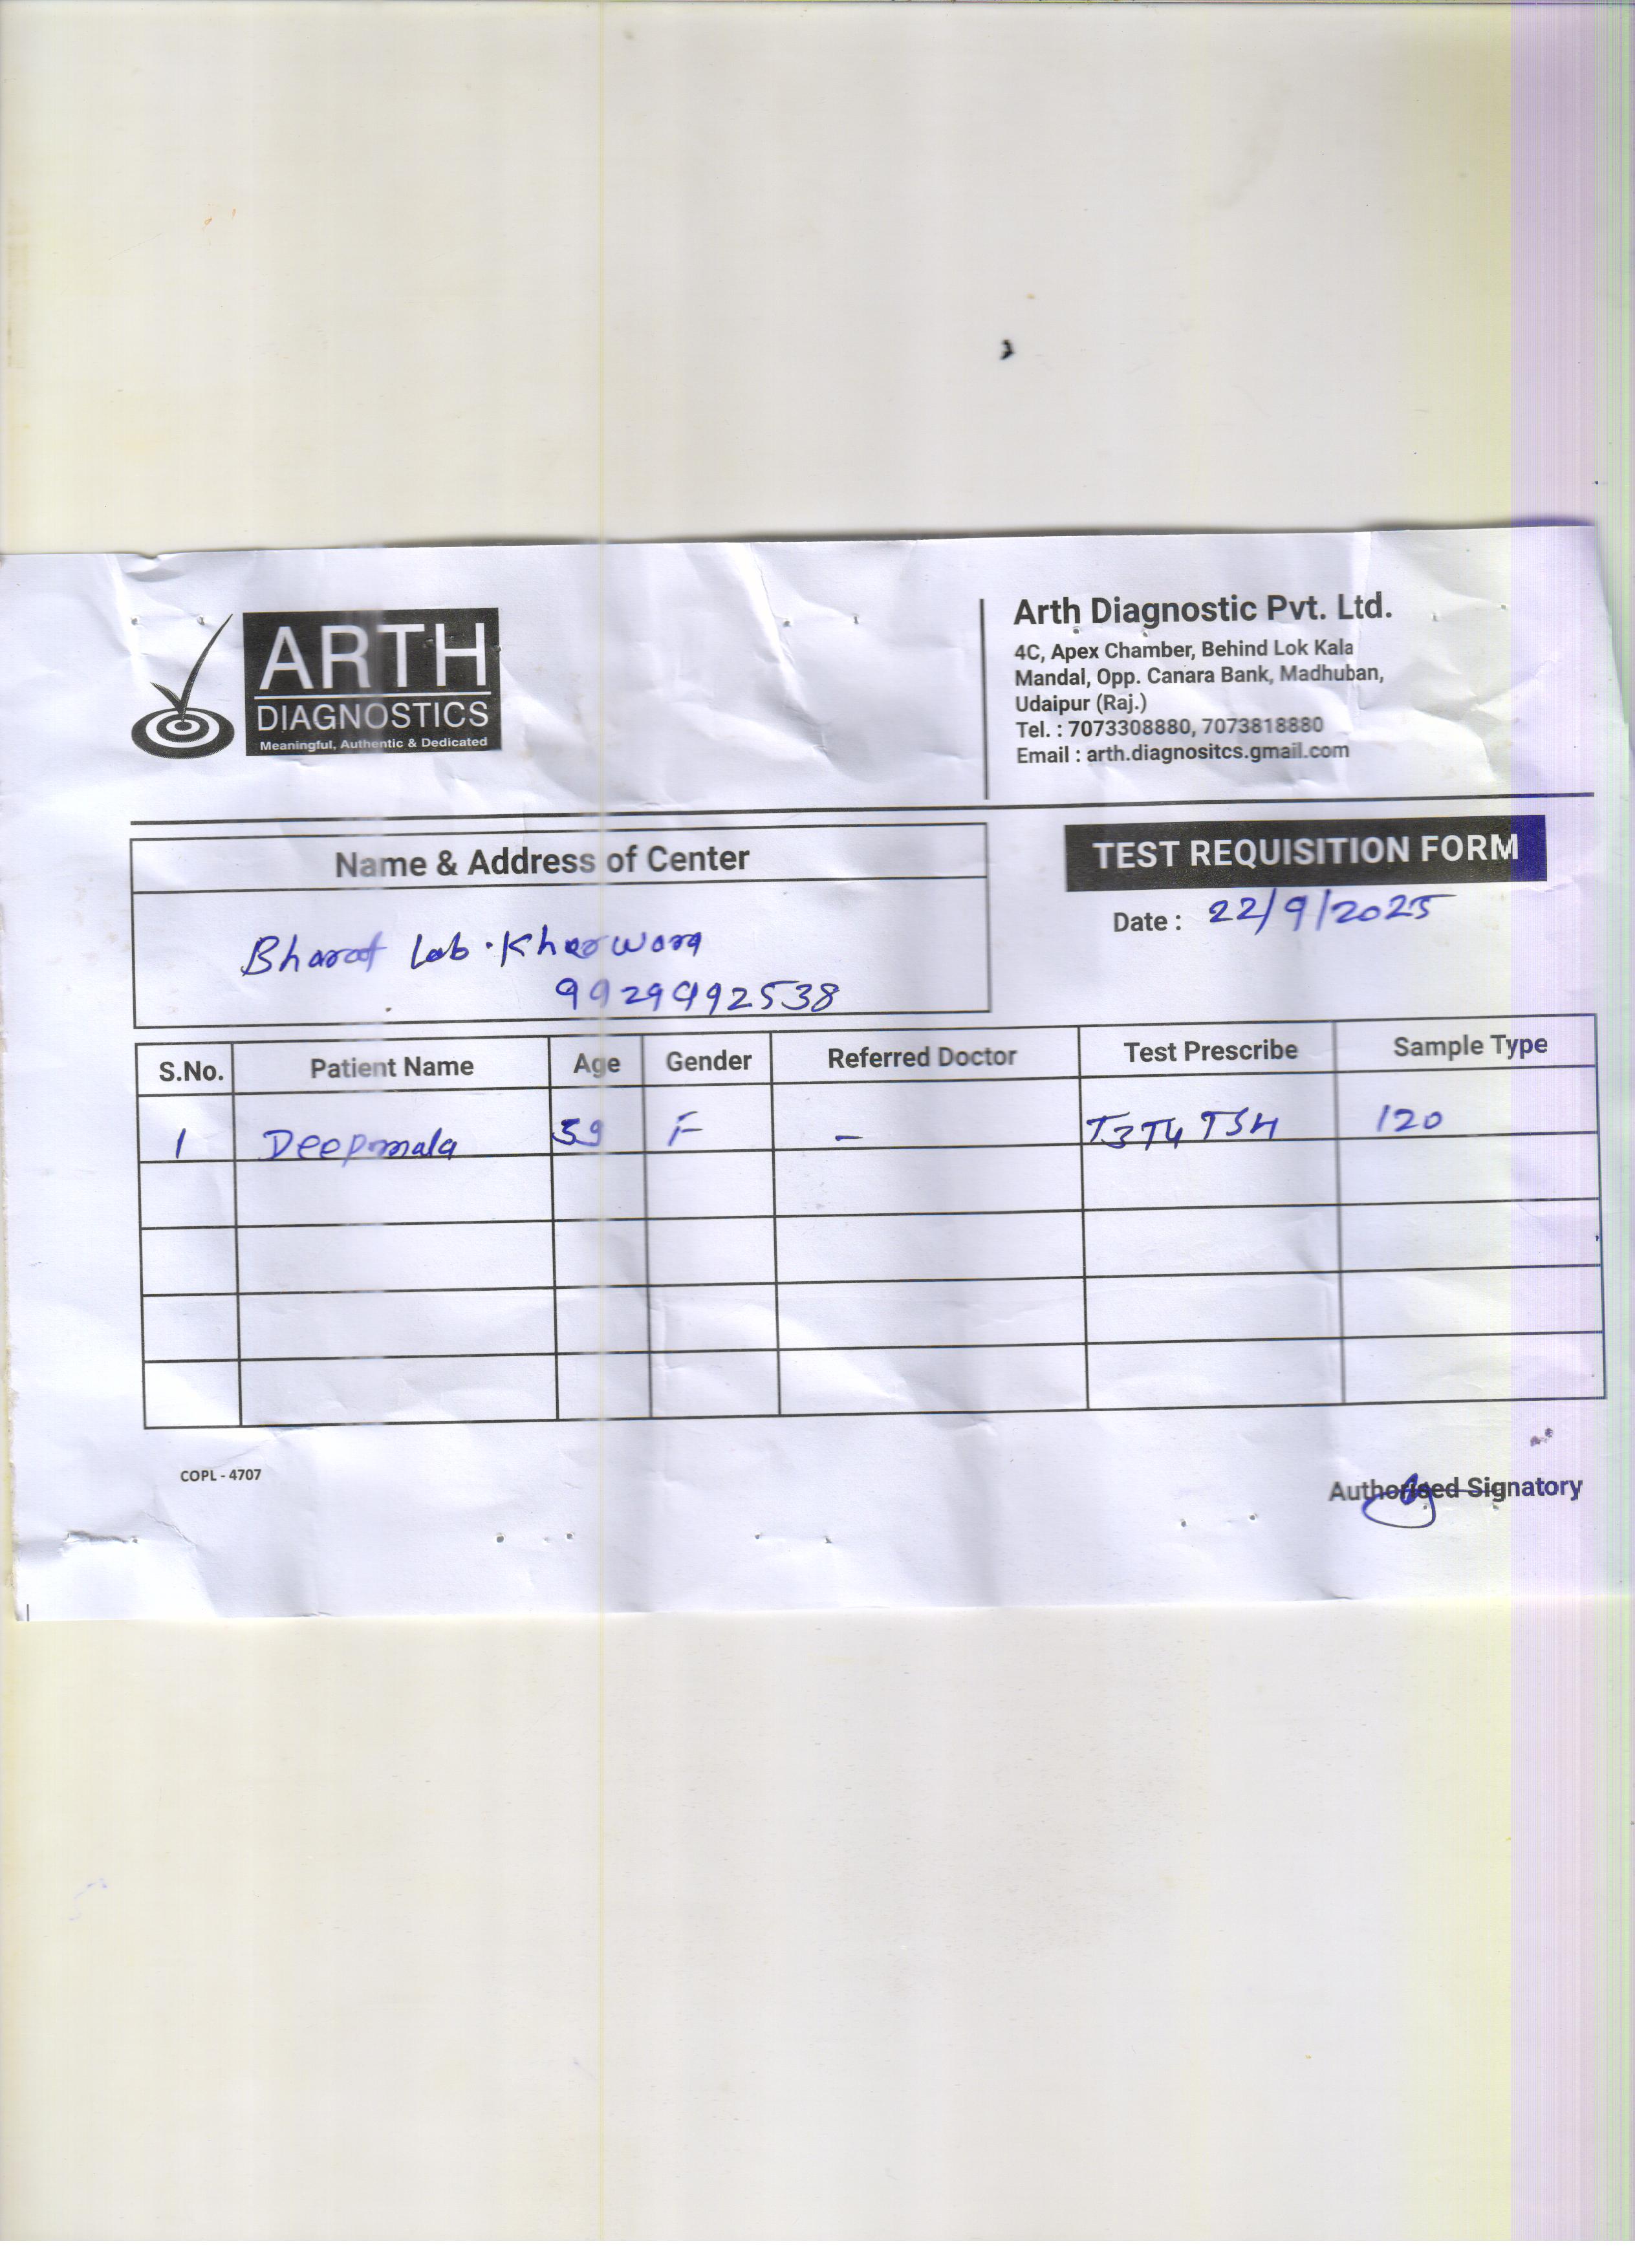 ARTH
DIAGNOSTICS
Meaningful, Authentic & Dedicated
Arth Diagnostic Pvt. Ltd.
4C, Apex Chamber, Behind Lok Kala
Mandal, Opp. Canara Bank, Madhuban,
Udaipur (Raj.)
Tel. : 7073308880, 7073818880
Email : arth.diagnositcs.gmail.com
Name & Address of Center
TEST REQUISITION FORM
Date : 22/9/2025
Bharat Lab. Kherwara
9929992538
S.No. Patient Name Age Gender Referred Doctor Test Prescribe Sample Type
1 Deepmala 59 F - T3 T4 TSH 120
COPL - 4707
Authorised Signatory